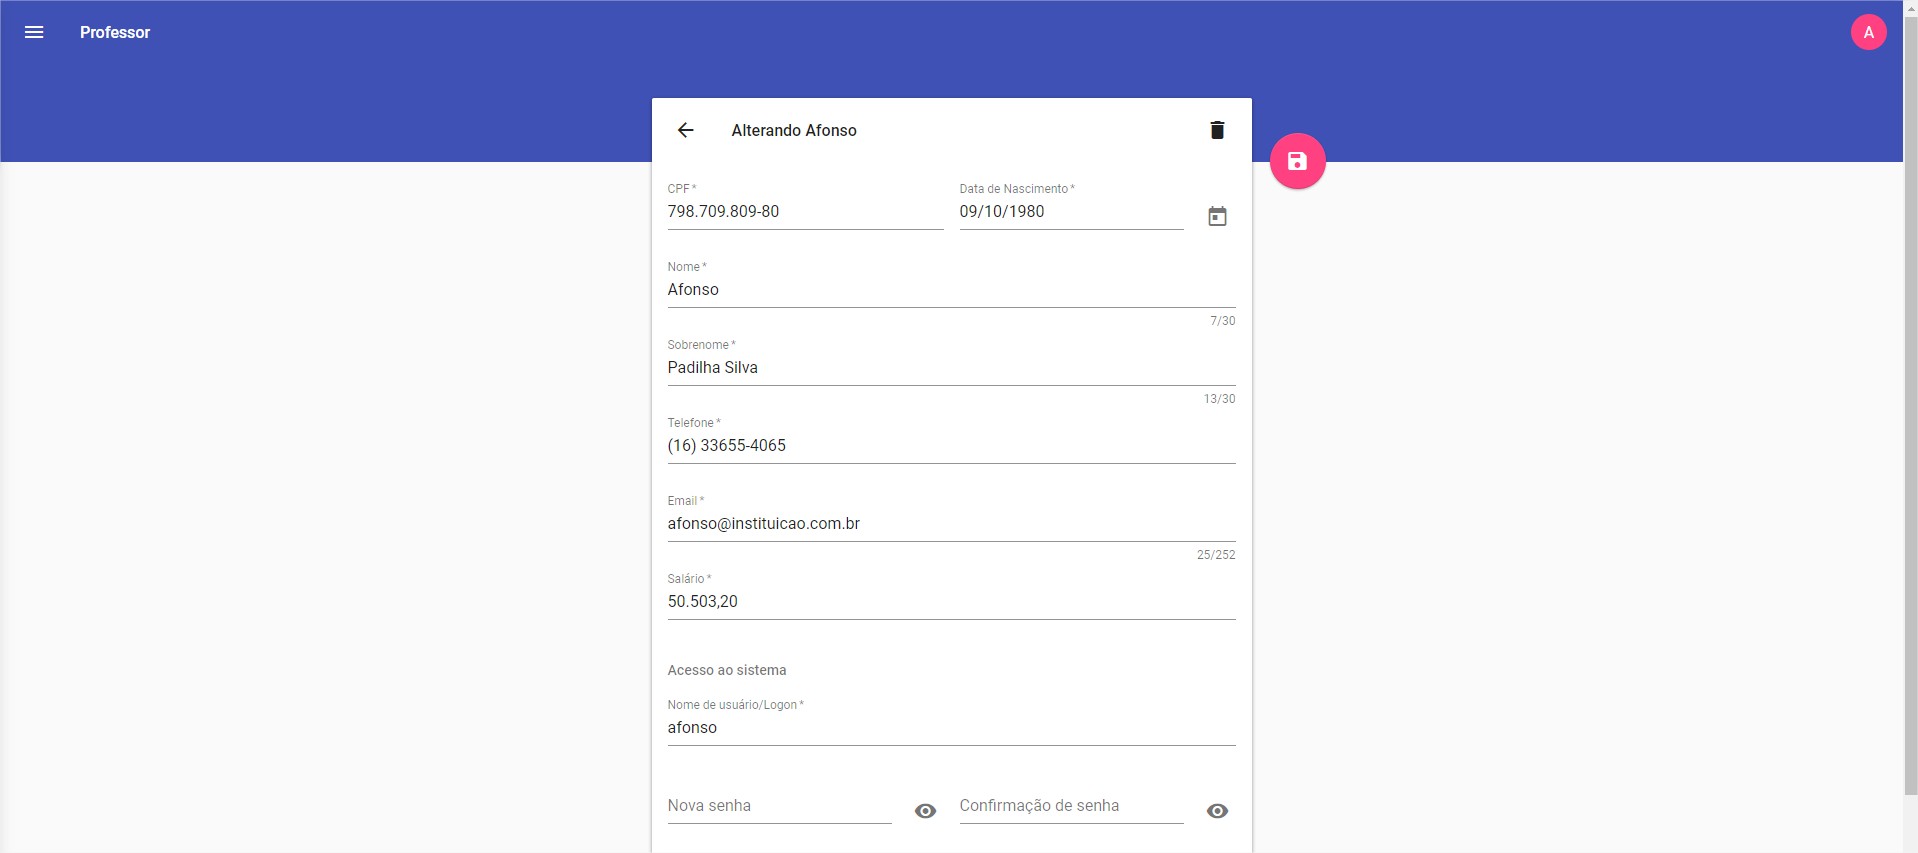 Professor
A
Alterando Afonso
CPF *
Data de Nascimento *
798.709.809-80
09/10/1980
Nome *
Afonso
7/30
Sobrenome *
Padilha Silva
13/30
Telefone *
(16) 33655-4065
Email *
afonso@instituicao.com.br
25/252
Salário *
50.503,20
Acesso ao sistema
Nome de usuário/Logon *
afonso
Nova senha
Confirmação de senha